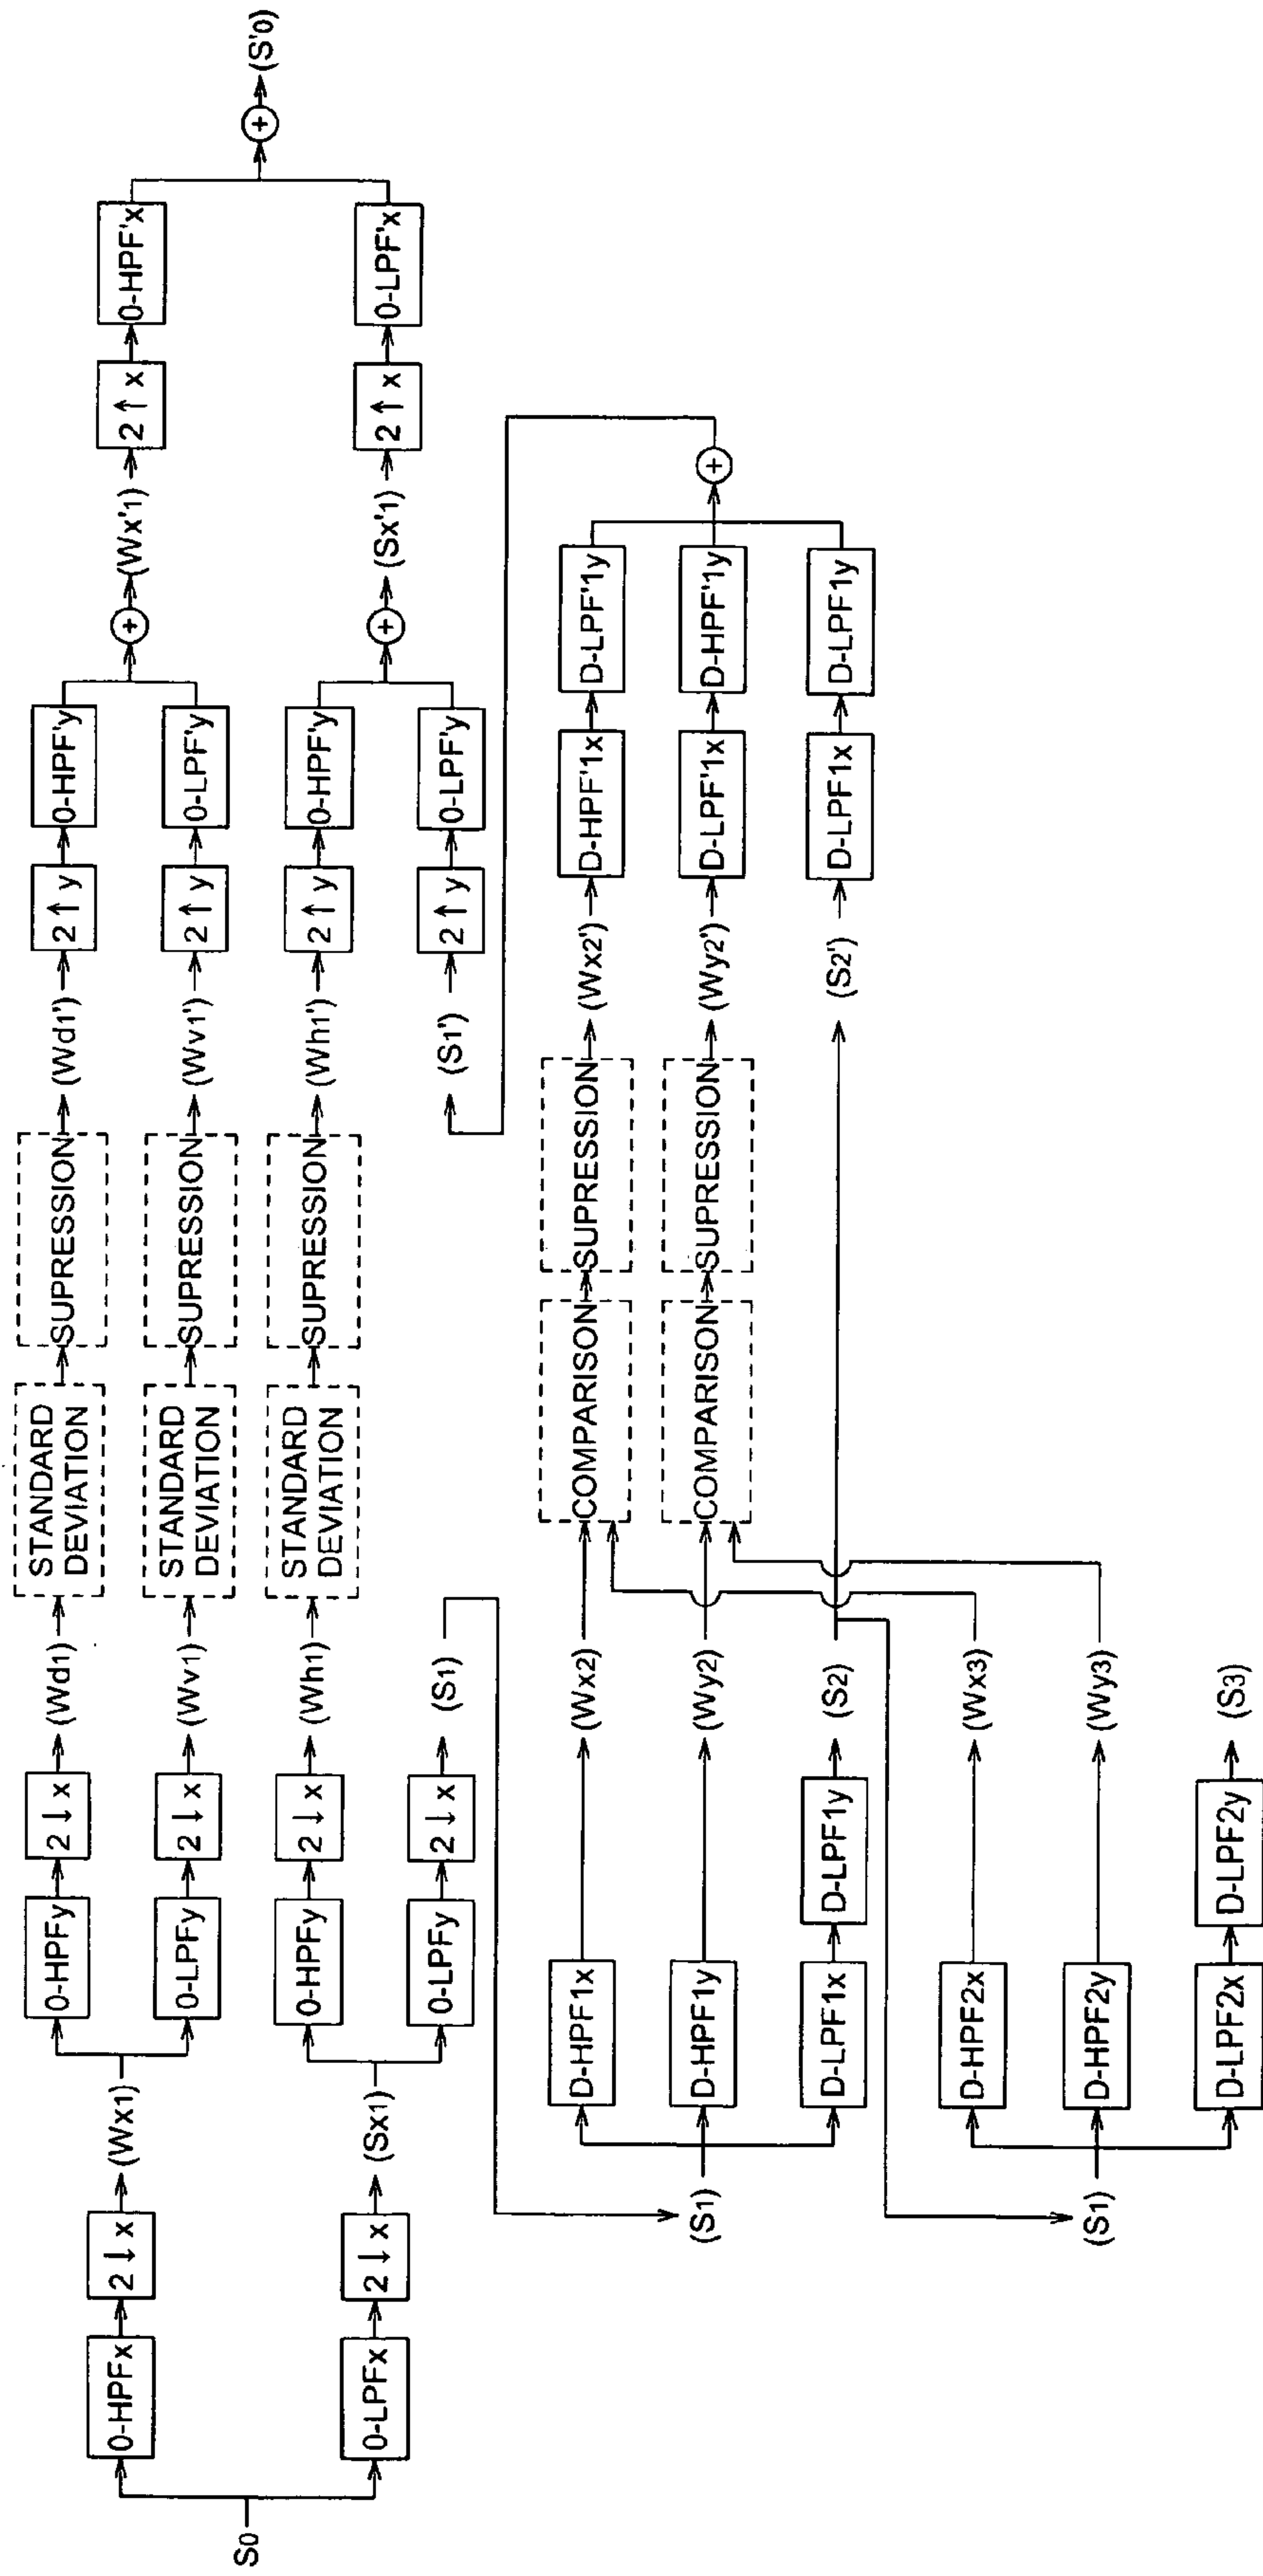 S0
0-HPFx
2↓x
(Wx1)
0-HPFy
2↓x
(Wd1)
STANDARD
DEVIATION
SUPRESSION
(Wd1')
2↑y
0-HPF'y
0-LPFy
2↓x
(Wv1)
STANDARD
DEVIATION
SUPRESSION
(Wv1')
2↑y
0-LPF'y
+
(Wx'1)
2↑x
0-HPF'x
0-LPFx
2↓x
(Sx1)
0-HPFy
2↓x
(Wh1)
STANDARD
DEVIATION
SUPRESSION
(Wh1')
2↑y
0-HPF'y
0-LPFy
2↓x
(S1)
(S1')
2↑y
0-LPF'y
+
(Sx'1)
2↑x
0-LPF'x
+
(S'0)
(S1)
D-HPF1x
(Wx2)
COMPARISON
SUPRESSION
(Wx2')
D-HPF'1x
D-LPF'1y
D-HPF1y
(Wy2)
COMPARISON
SUPRESSION
(Wy2')
D-LPF'1x
D-HPF'1y
+
D-LPF1x
D-LPF1y
(S2)
(S2')
D-LPF1x
D-LPF1y
(S1)
D-HPF2x
(Wx3)
D-HPF2y
(Wy3)
D-LPF2x
D-LPF2y
(S3)